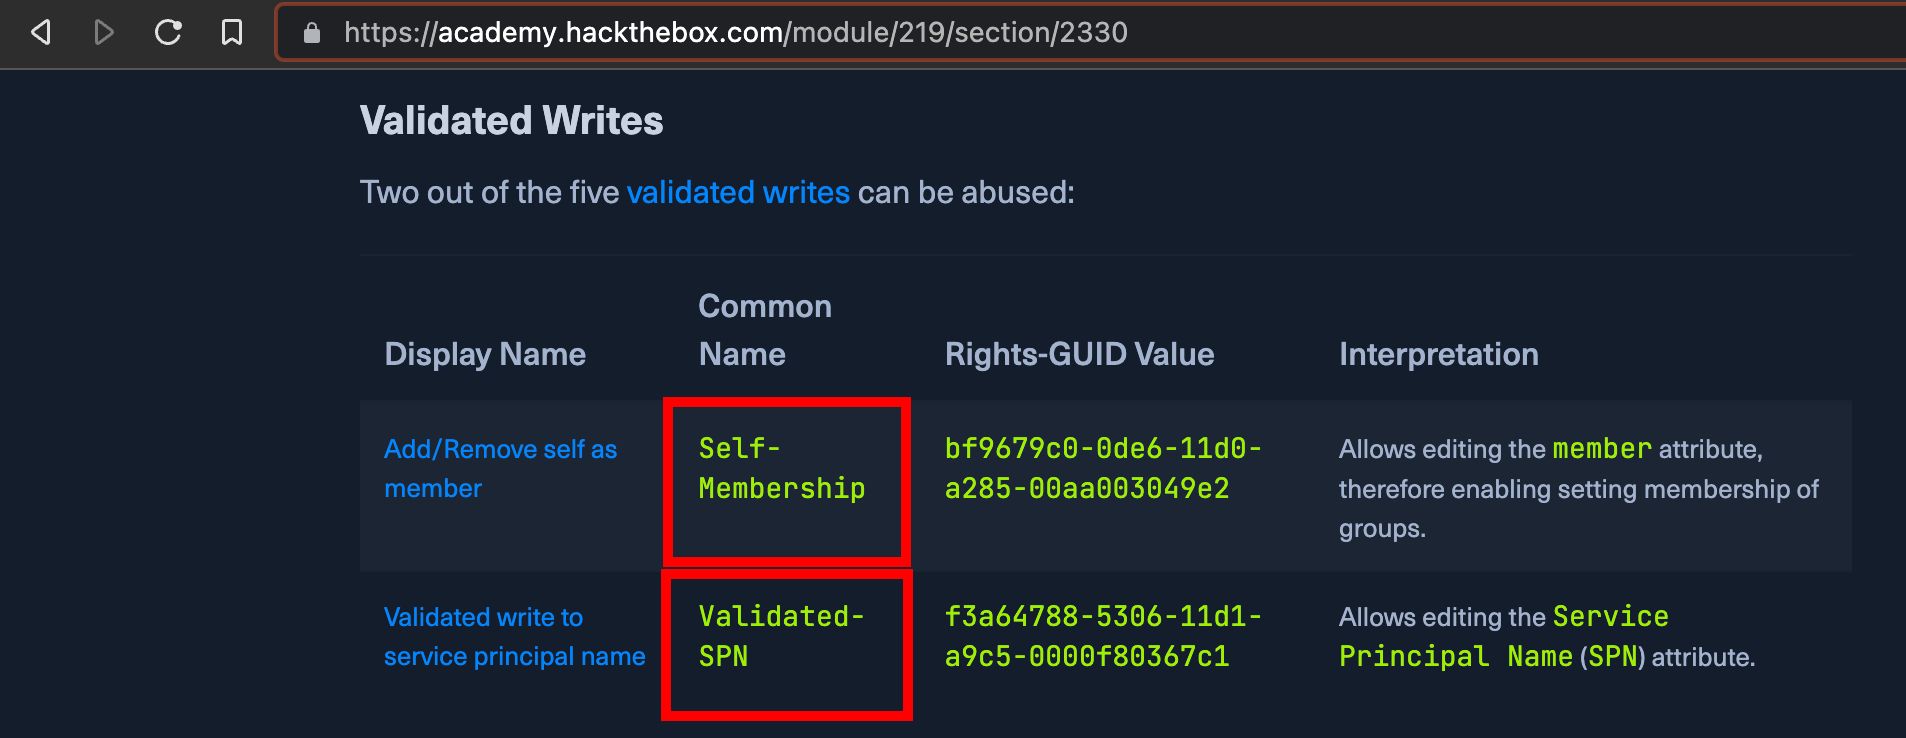 https://academy.hackthebox.com/module/219/section/2330
Validated Writes
Two out of the five validated writes can be abused:
Display Name
Common
Name
Rights-GUID Value
Interpretation
Add/Remove self as
member
Self-
Membership
bf9679c0-0de6-11d0-
a285-00aa003049e2
Allows editing the member attribute,
therefore enabling setting membership of
groups.
Validated write to
service principal name
Validated-
SPN
f3a64788-5306-11d1-
a9c5-0000f80367c1
Allows editing the Service
Principal Name (SPN) attribute.